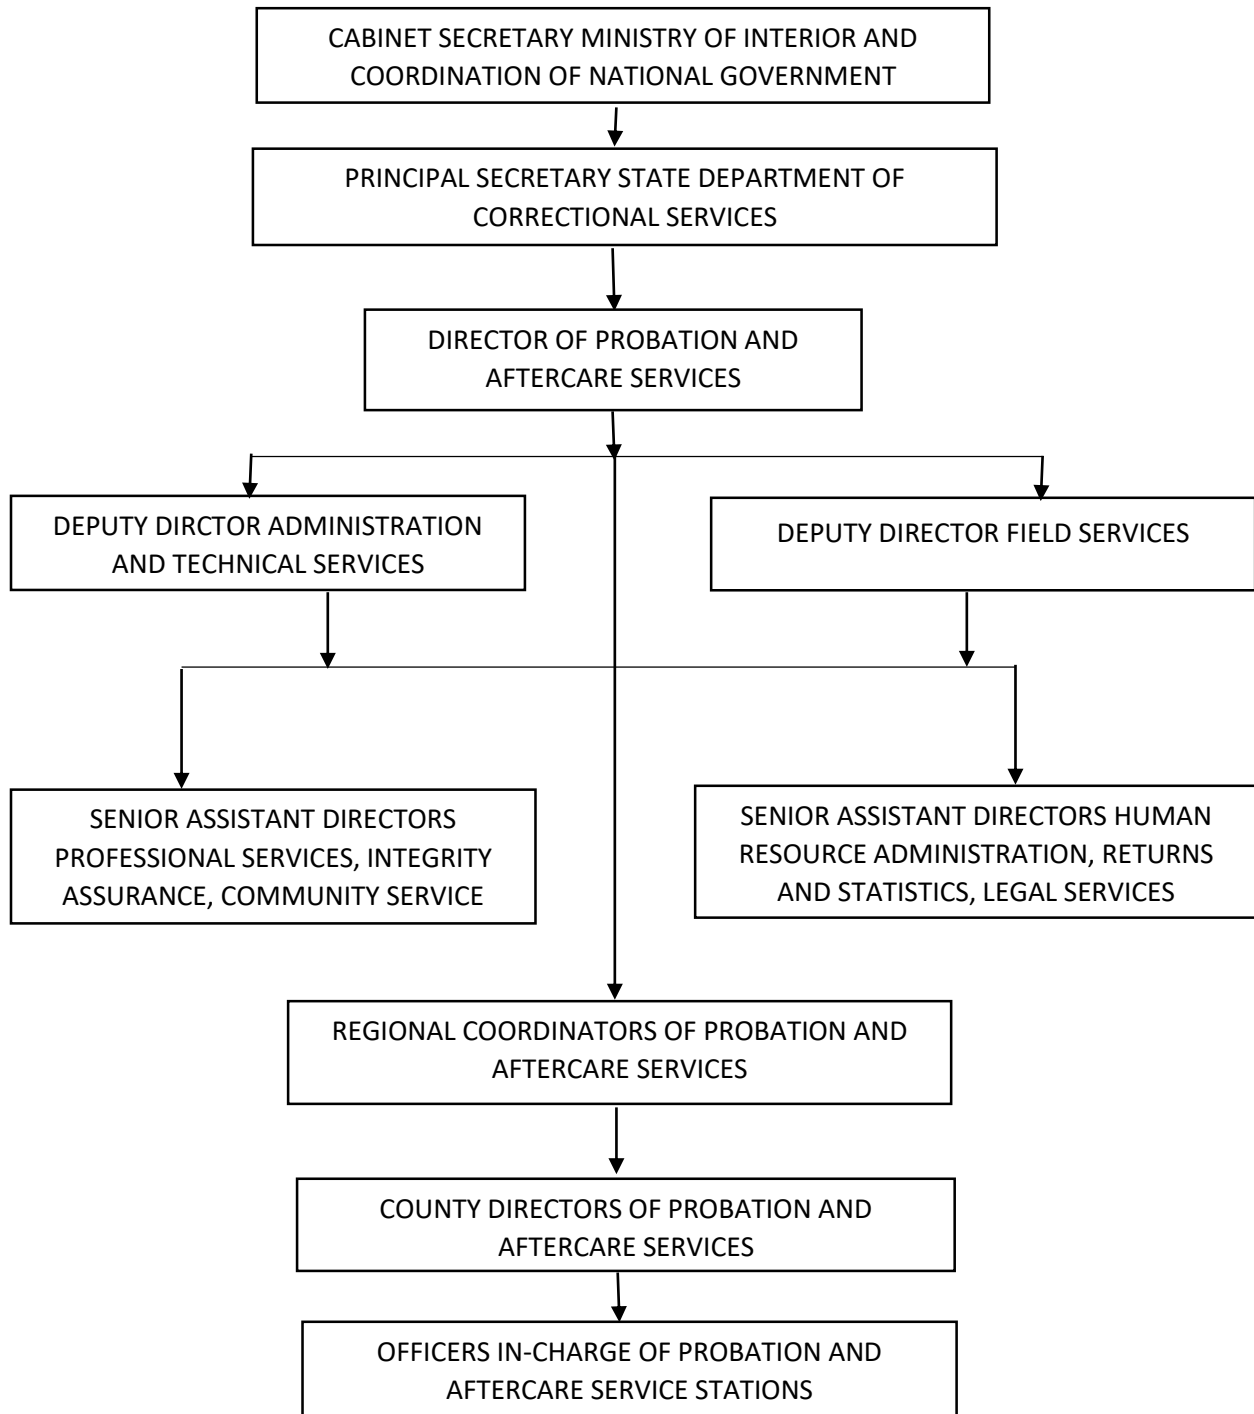 CABINET SECRETARY MINISTRY OF INTERIOR AND
COORDINATION OF NATIONAL GOVERNMENT
PRINCIPAL SECRETARY STATE DEPARTMENT OF
CORRECTIONAL SERVICES
DIRECTOR OF PROBATION AND
AFTERCARE SERVICES
DEPUTY DIRCTOR ADMINISTRATION
AND TECHNICAL SERVICES
DEPUTY DIRECTOR FIELD SERVICES
SENIOR ASSISTANT DIRECTORS
PROFESSIONAL SERVICES, INTEGRITY
ASSURANCE, COMMUNITY SERVICE
SENIOR ASSISTANT DIRECTORS HUMAN
RESOURCE ADMINISTRATION, RETURNS
AND STATISTICS, LEGAL SERVICES
REGIONAL COORDINATORS OF PROBATION AND
AFTERCARE SERVICES
COUNTY DIRECTORS OF PROBATION AND
AFTERCARE SERVICES
OFFICERS IN-CHARGE OF PROBATION AND
AFTERCARE SERVICE STATIONS